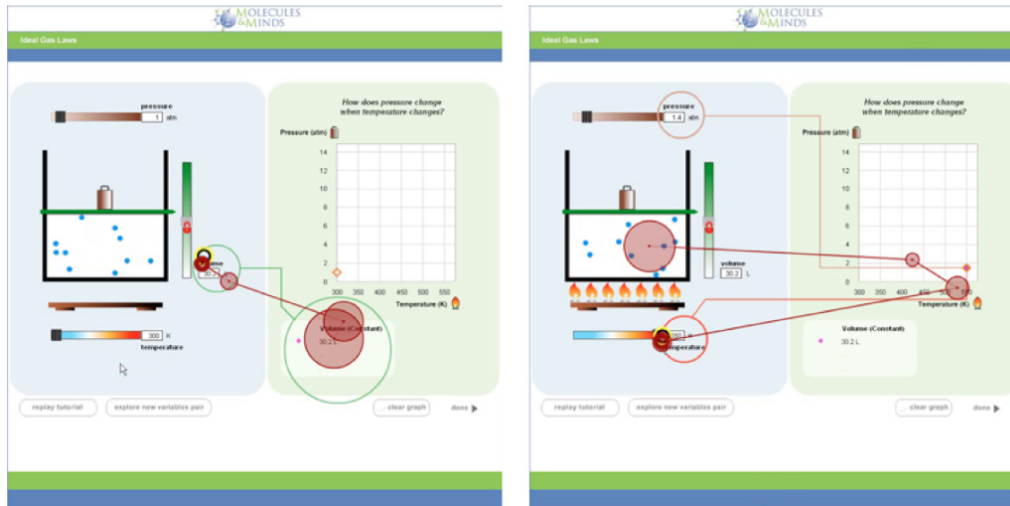 MOLECULES
&MINDS
Ideal Gas Laws
pressure
1 atm
How does pressure change
when temperature changes?
Pressure (atm)
14
12
10
8
6
4
2
0
300 350 400 450 500 550
Temperature (K)
30.2
300 K
temperature
Volume (Constant)
30.2 L
replay tutorial
explore new variables pair
clear graph
done
MOLECULES
&MINDS
Ideal Gas Laws
pressure
1.4 atm
How does pressure change
when temperature changes?
Pressure (atm)
14
12
10
8
6
4
2
0
300 350 400 450 500
Temperature (K)
volume
30.2 L
K
temperature
Volume (Constant)
30.2 L
replay tutorial
explore new variables pair
clear graph
done